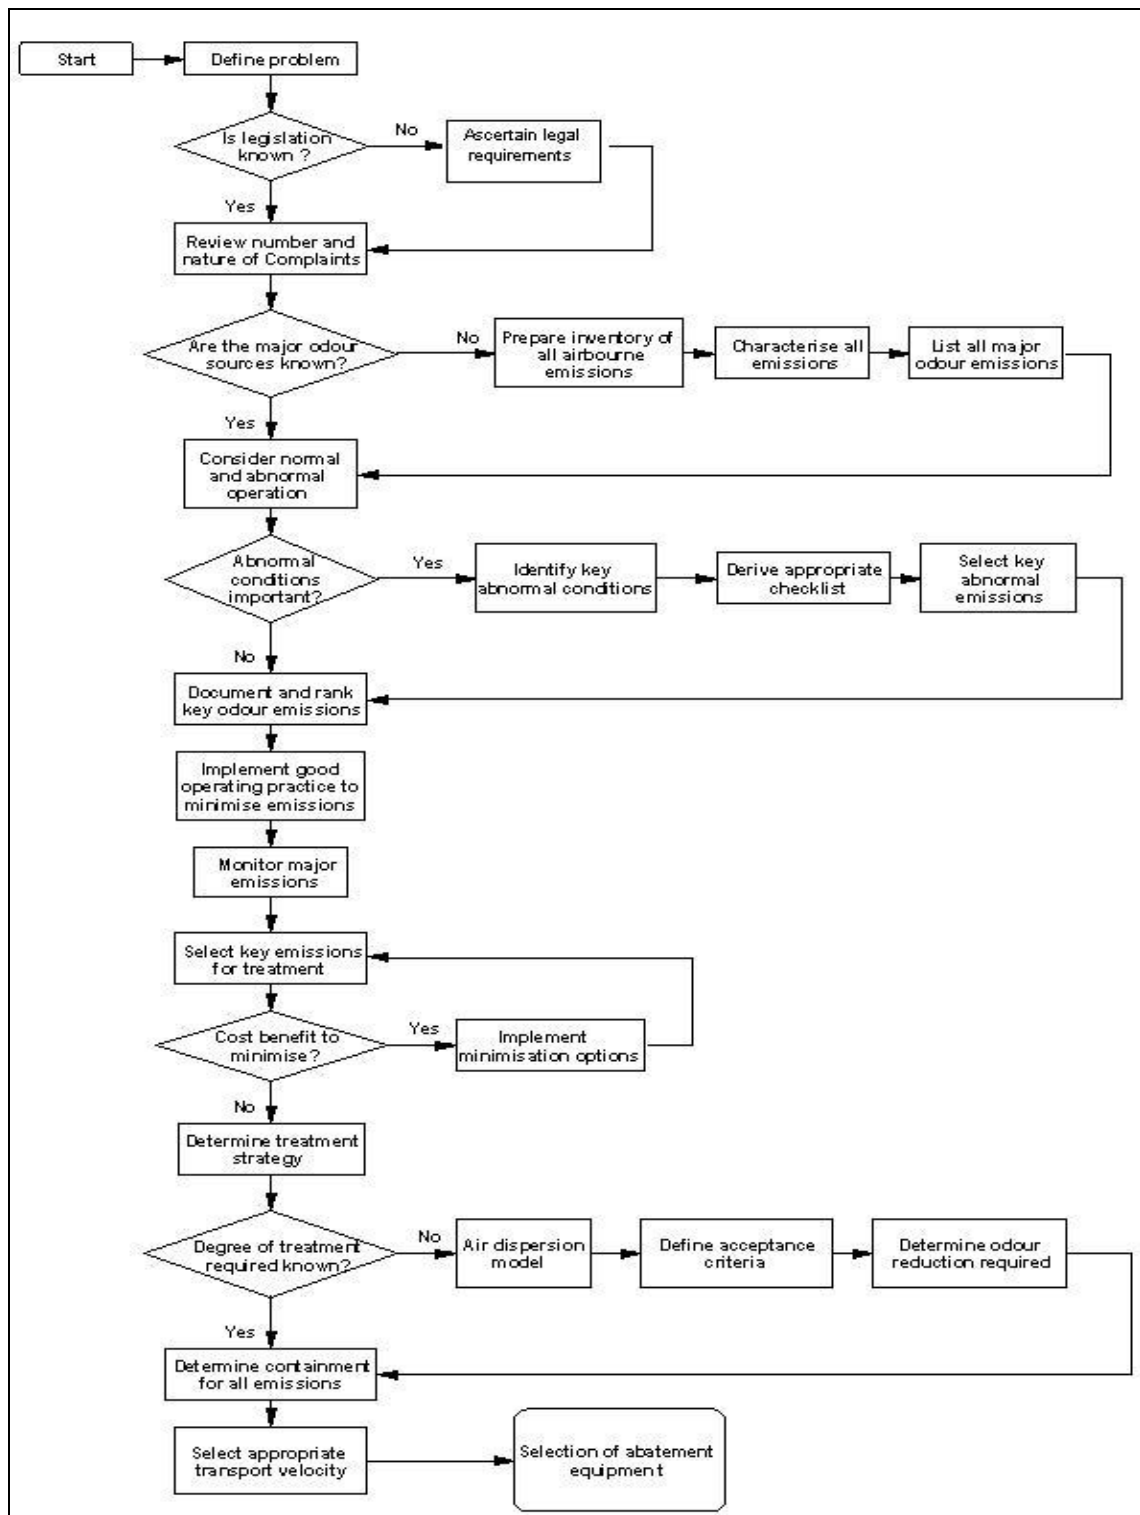 Start
Define problem
Is legislation
known ?
No
Ascertain legal
requirements
Yes
Review number and
nature of Complaints
Are the major odour
sources known?
No
Prepare inventory of
all airbourne
emissions
Characterise all
emissions
List all major
odour emissions
Yes
Consider normal
and abnormal
operation
Abnormal
conditions
important?
Yes
Identify key
abnormal conditions
Derive appropriate
checklist
Select key
abnormal
emissions
No
Document and rank
key odour emissions
Implement good
operating practice to
minimise emissions
Monitor major
emissions
Select key emissions
for treatment
Cost benefit to
minimise?
Yes
Implement
minimisation options
No
Determine treatment
strategy
Degree of treatment
required known?
No
Air dispersion
model
Define acceptance
criteria
Determine odour
reduction required
Yes
Determine containment
for all emissions
Select appropriate
transport velocity
Selection of abatement
equipment